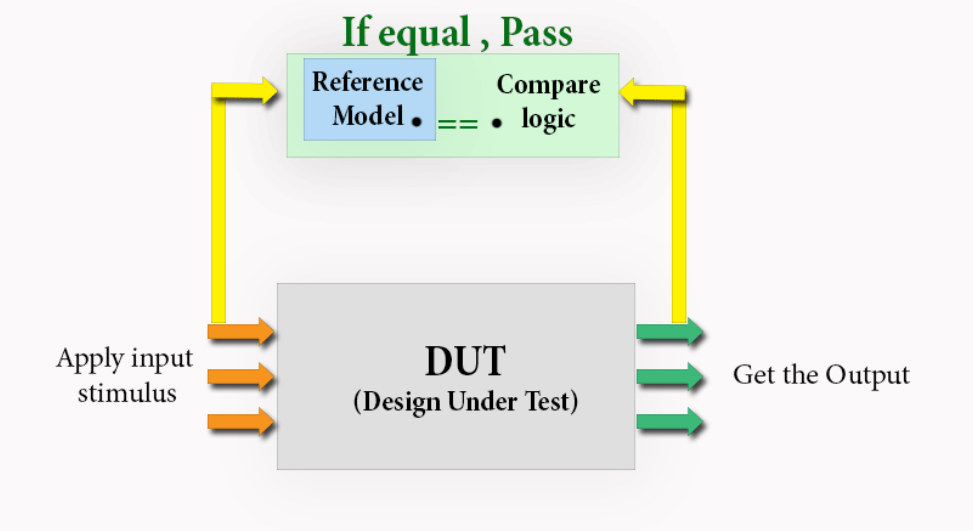 If equal , Pass
Reference
Model
Compare
logic
==
Apply input
stimulus
DUT
(Design Under Test)
Get the Output